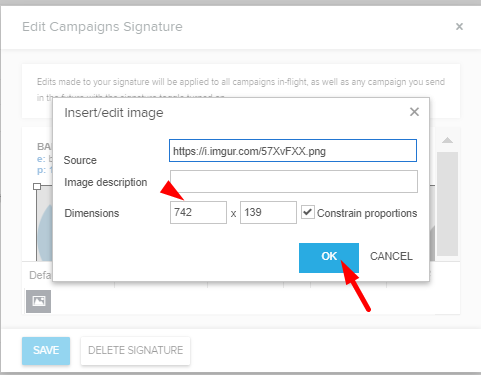 Edit Campaigns Signature
×
Edits made to your signature will be applied to all campaigns in-flight, as well as any campaign you send
in the future with the signature toggle turned on.
Insert/edit image
×
Source https://i.imgur.com/57XvFXX.png
Image description
Dimensions 742 x 139 Constrain proportions
OK CANCEL
BA
e: b
p: 1
Defa
SAVE DELETE SIGNATURE